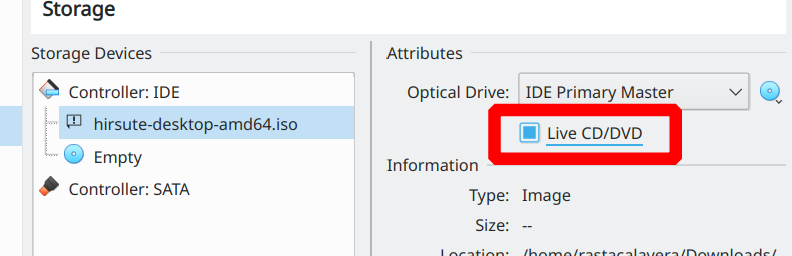 Storage
Storage Devices
Controller: IDE
hirsute-desktop-amd64.iso
Empty
Controller: SATA
Attributes
Optical Drive: IDE Primary Master
Live CD/DVD
Information
Type: Image
Size: --
Location: /home/rastacalavera/Downloads/